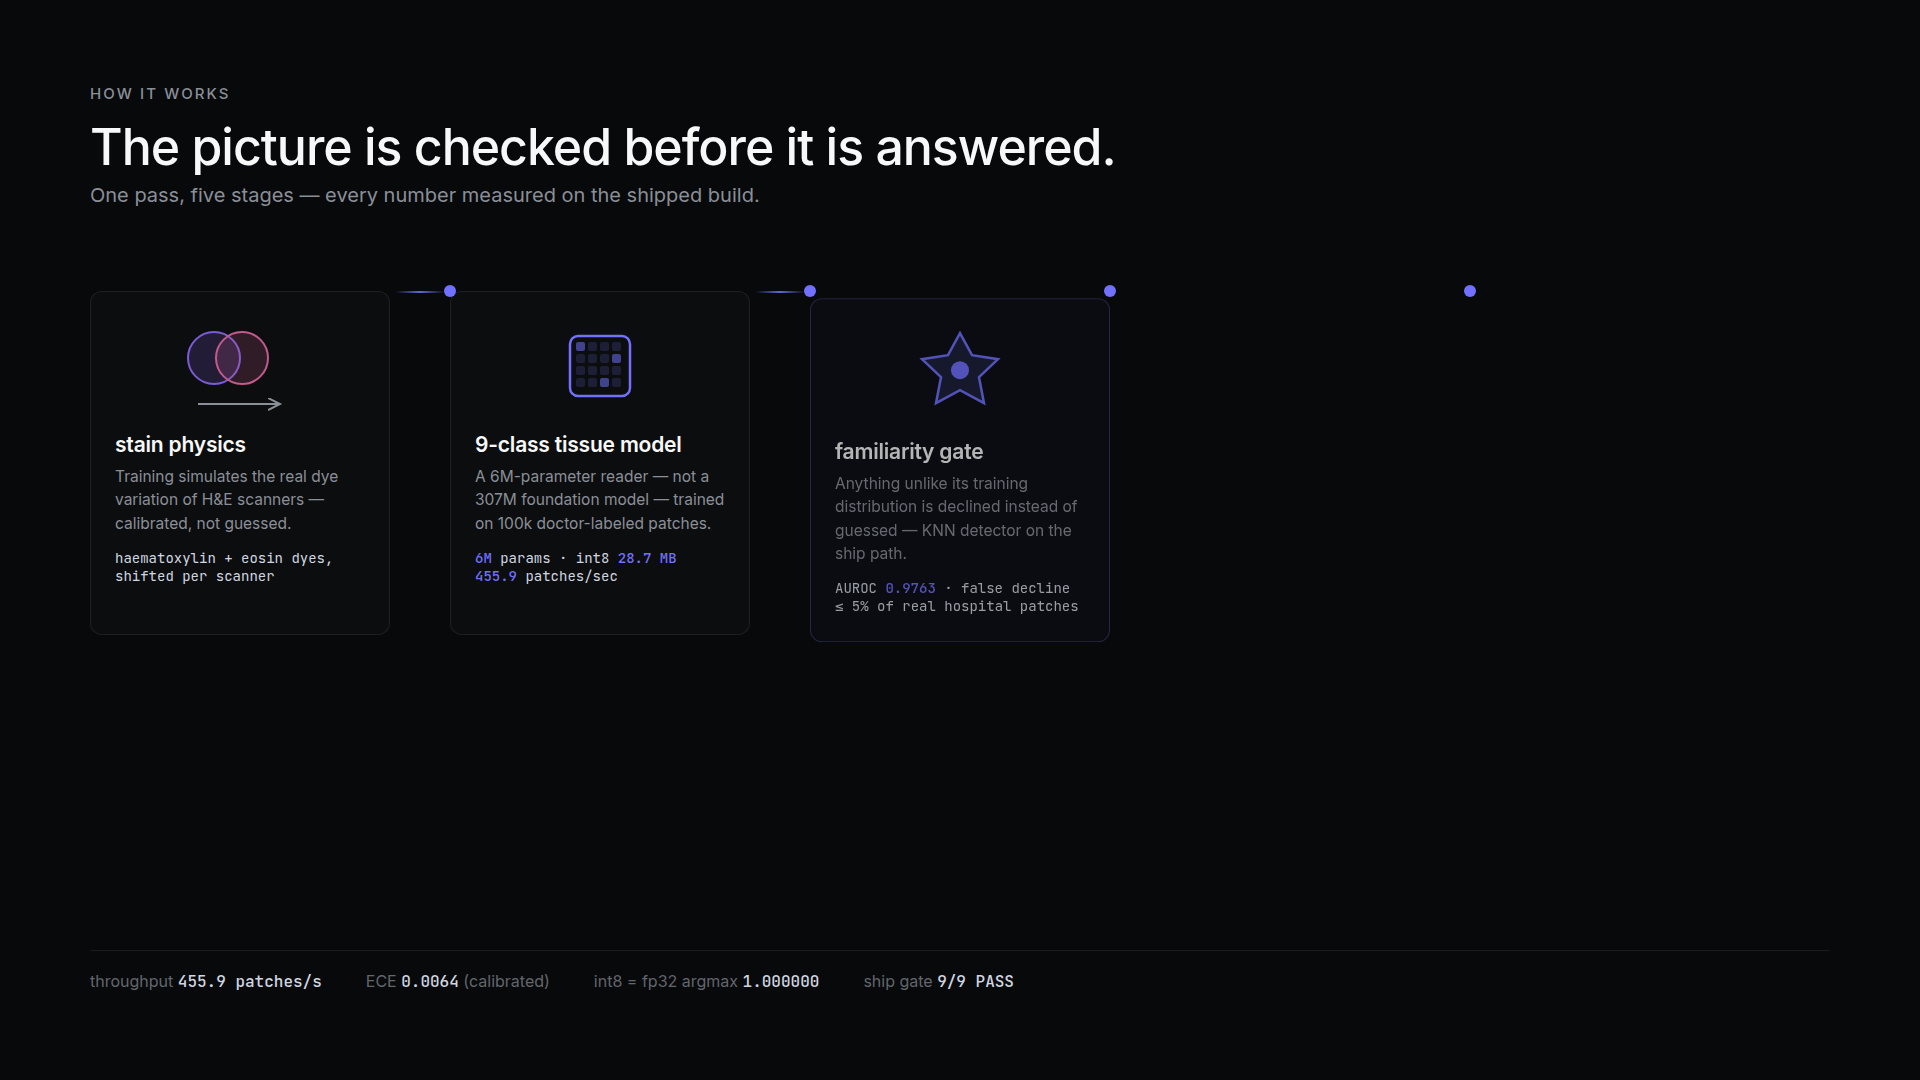 HOW IT WORKS
The picture is checked before it is answered.
One pass, five stages — every number measured on the shipped build.
stain physics
Training simulates the real dye
variation of H&E scanners —
calibrated, not guessed.
haematoxylin + eosin dyes,
shifted per scanner
9-class tissue model
A 6M-parameter reader — not a
307M foundation model — trained
on 100k doctor-labeled patches.
6M params · int8 28.7 MB
455.9 patches/sec
familiarity gate
Anything unlike its training
distribution is declined instead of
guessed — KNN detector on the
ship path.
AUROC 0.9763 · false decline
≤ 5% of real hospital patches
throughput 455.9 patches/s
ECE 0.0064 (calibrated)
int8 = fp32 argmax 1.000000
ship gate 9/9 PASS